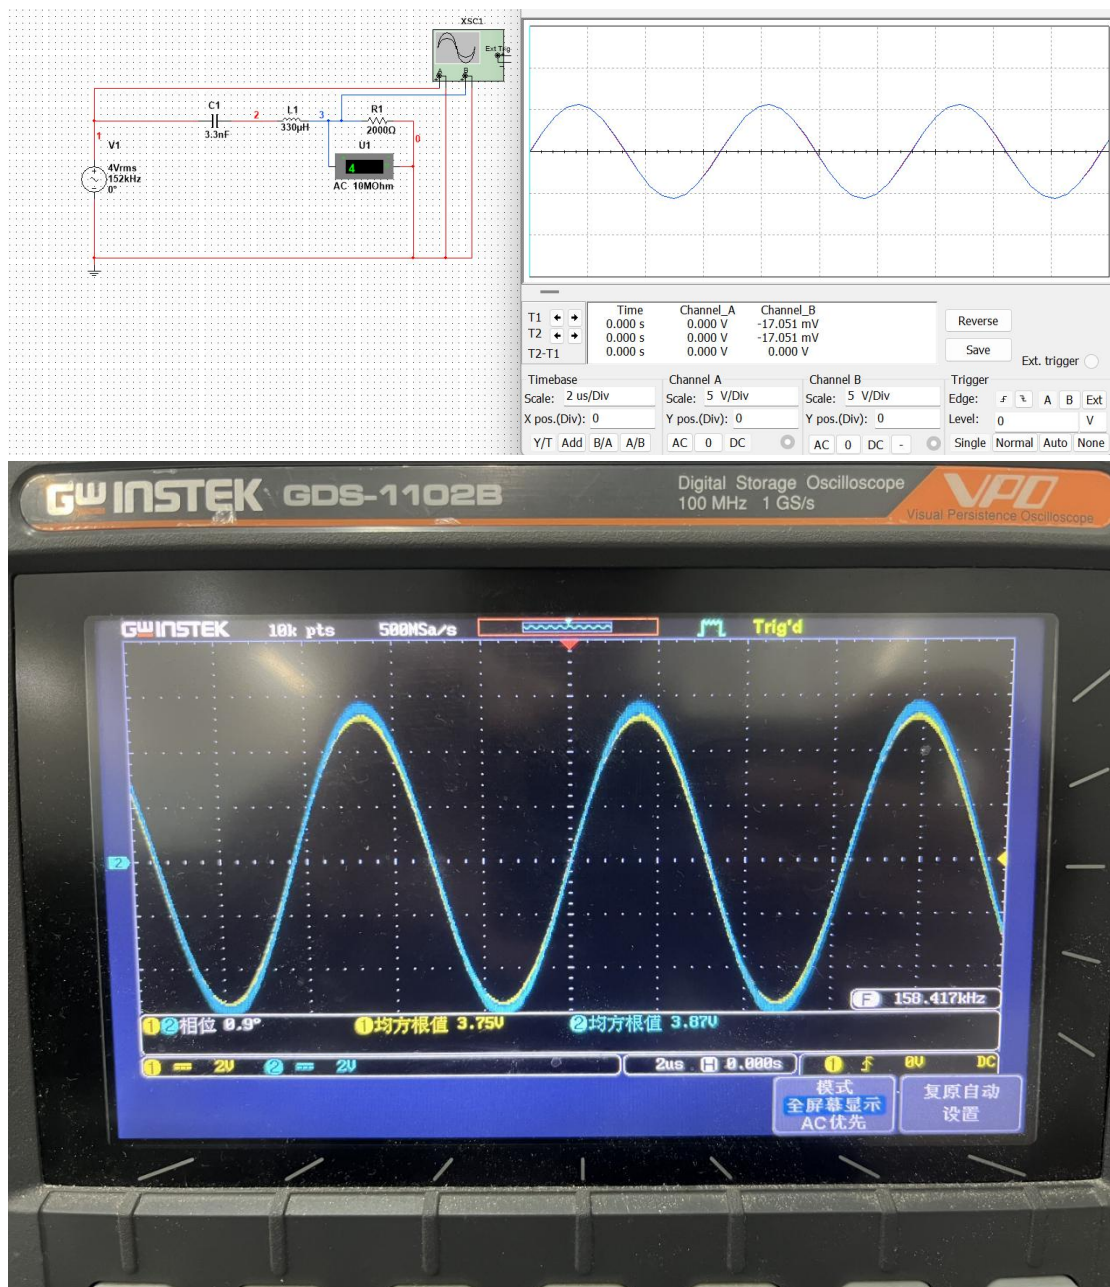 XSC1
Ext Trig
A
B
C1
3.3nF
2
L1
330μH
3
R1
2000Ω
0
1
V1
4Vrms
152kHz
0°
U1
4
AC 10MOhm
T1
T2
T2-T1
Time Channel_A Channel_B
0.000 s 0.000 V -17.051 mV
0.000 s 0.000 V -17.051 mV
0.000 s 0.000 V 0.000 V
Reverse
Save
Ext. trigger
Timebase
Scale: 2 us/Div
X pos.(Div): 0
Y/T Add B/A A/B
Channel A
Scale: 5 V/Div
Y pos.(Div): 0
AC 0 DC
Channel B
Scale: 5 V/Div
Y pos.(Div): 0
AC 0 DC -
Trigger
Edge: A B Ext
Level: 0 V
Single Normal Auto None
GW INSTEK GDS-1102B
Digital Storage Oscilloscope
100 MHz 1 GS/s
VPO
Visual Persistence Oscilloscope
GW INSTEK 10k pts 500MSa/s Trig'd
2
F 158.417kHz
1 2 相位 0.9° 1 均方根值 3.75V 2 均方根值 3.87V
1 2V 2 2V 2us H 0.000s 1 0V DC
模式
全屏幕显示
AC优先
复原自动
设置